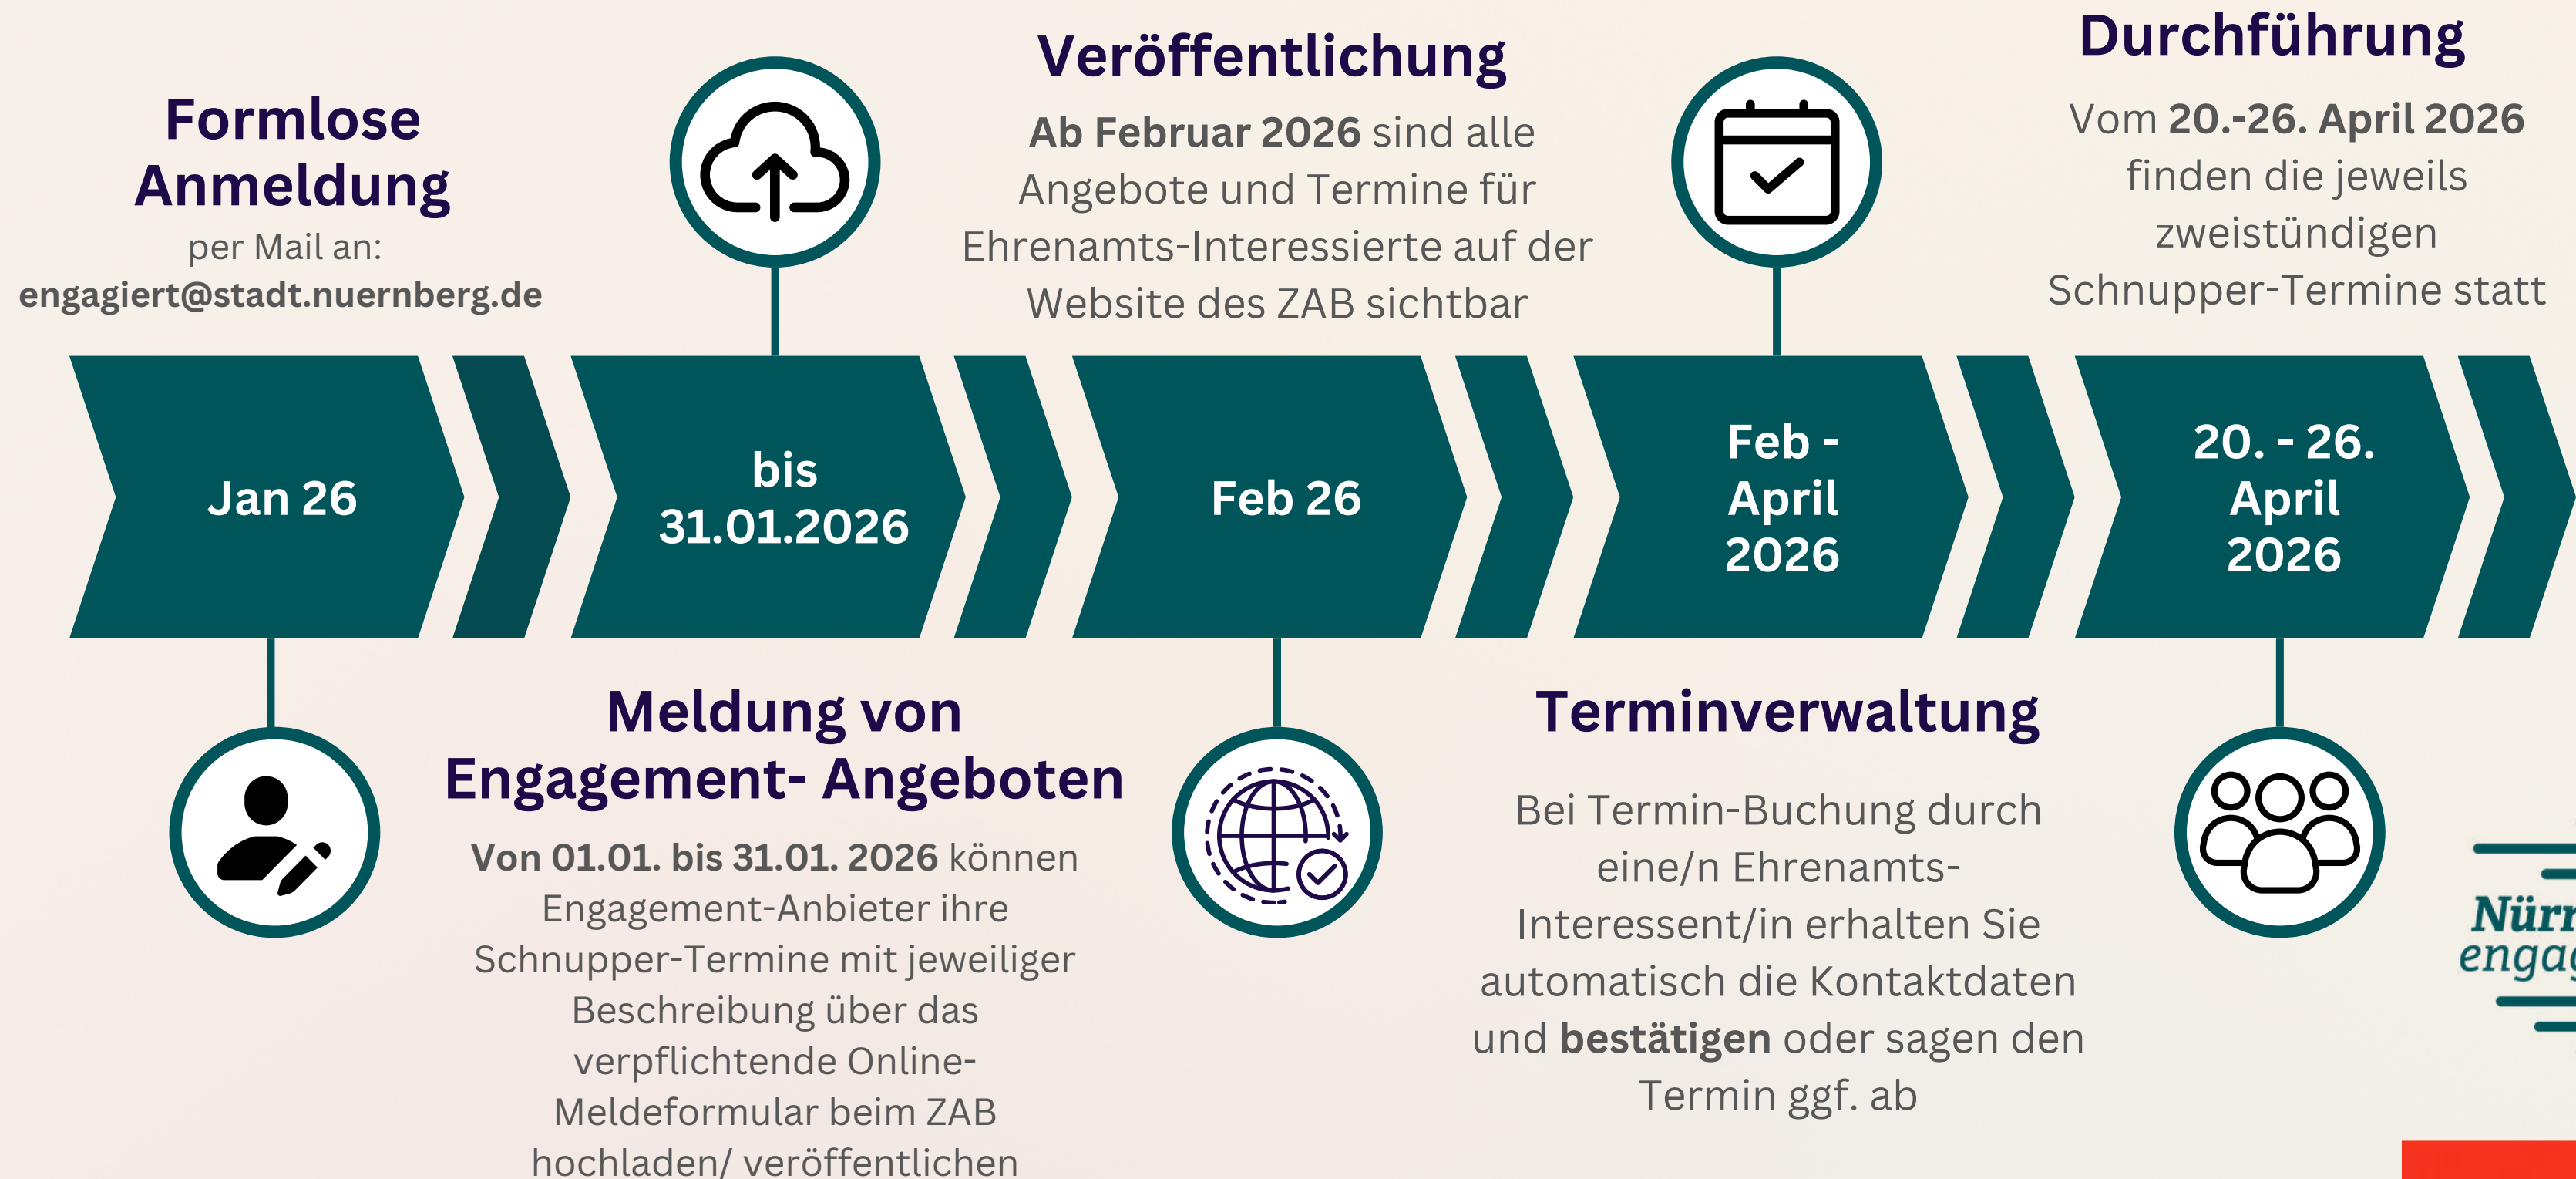 Formlose
Anmeldung
per Mail an:
engagiert@stadt.nuernberg.de
Veröffentlichung
Ab Februar 2026 sind alle
Angebote und Termine für
Ehrenamts-Interessierte auf der
Website des ZAB sichtbar
Durchführung
Vom 20.-26. April 2026
finden die jeweils
zweistündigen
Schnupper-Termine statt
Jan 26
bis
31.01.2026
Feb 26
Feb -
April
2026
20. - 26.
April
2026
Meldung von
Engagement- Angeboten
Von 01.01. bis 31.01. 2026 können
Engagement-Anbieter ihre
Schnupper-Termine mit jeweiliger
Beschreibung über das
verpflichtende Online-
Meldeformular beim ZAB
hochladen/ veröffentlichen
Terminverwaltung
Bei Termin-Buchung durch
eine/n Ehrenamts-
Interessent/in erhalten Sie
automatisch die Kontaktdaten
und bestätigen oder sagen den
Termin ggf. ab